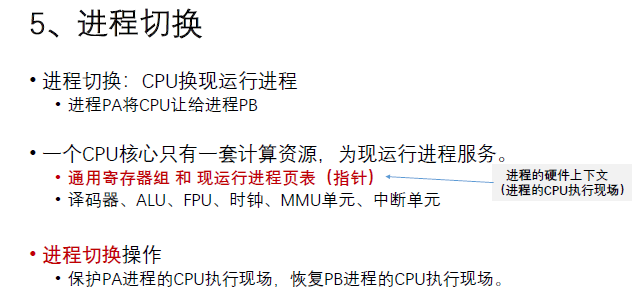 5、进程切换
• 进程切换：CPU换现运行进程
• 进程PA将CPU让给进程PB
• 一个CPU核心只有一套计算资源，为现运行进程服务。
• 通用寄存器组 和 现运行进程页表（指针）
进程的硬件上下文
（进程的CPU执行现场）
• 译码器、ALU、FPU、时钟、MMU单元、中断单元
• 进程切换操作
• 保护PA进程的CPU执行现场，恢复PB进程的CPU执行现场。